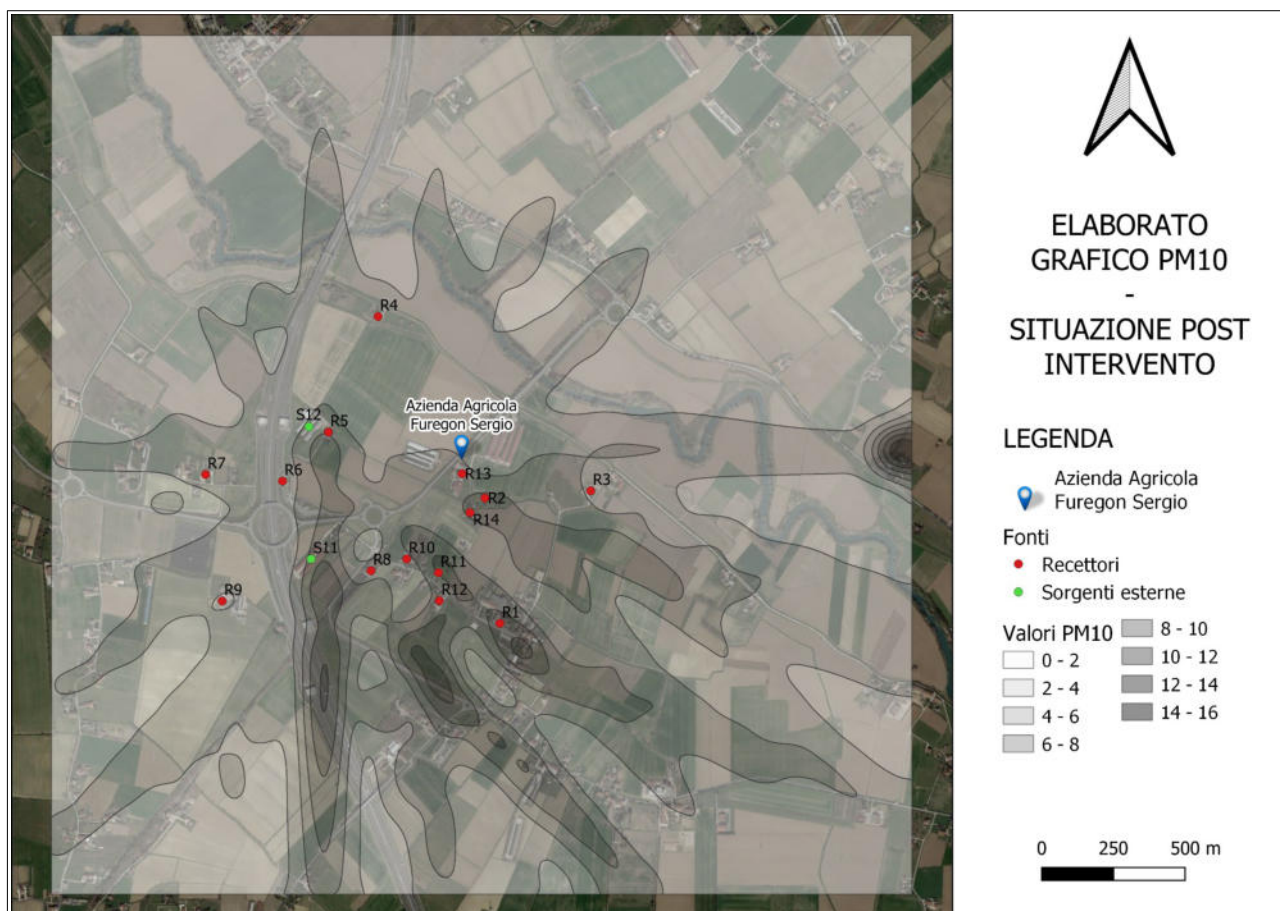 ELABORATO
GRAFICO PM10
-
SITUAZIONE POST
INTERVENTO
LEGENDA
Azienda Agricola
Furegon Sergio
Fonti
Recettori
Sorgenti esterne
Valori PM10
0 - 2
2 - 4
4 - 6
6 - 8
8 - 10
10 - 12
12 - 14
14 - 16
0 250 500 m
R4
Azienda Agricola
Furegon Sergio
S12
R5
R7
R6
R13
R3
R2
R14
S11
R8
R10
R11
R9
R12
R1